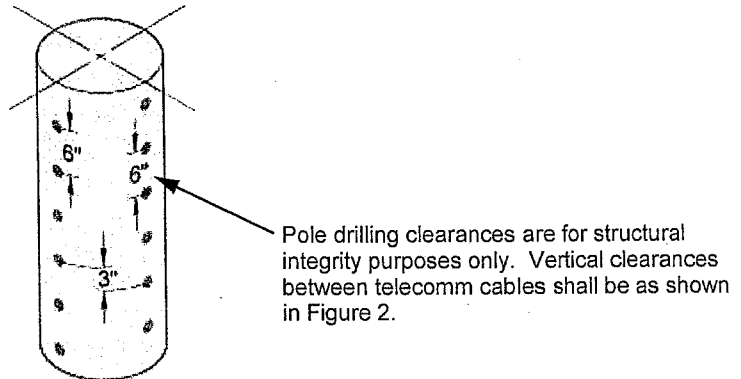 6"
6"
3"
Pole drilling clearances are for structural
integrity purposes only. Vertical clearances
between telecomm cables shall be as shown
in Figure 2.